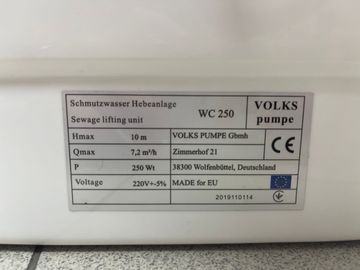 Schmutzwasser Hebeanlage
Sewage lifting unit
WC 250
VOLKS
pumpe
Hmax 10 m VOLKS PUMPE Gbmh
Qmax 7,2 m³/h Zimmerhof 21
P 250 Wt 38300 Wolfenbüttel, Deutschland
Voltage 220V+-5% MADE for EU
CE
2019110114